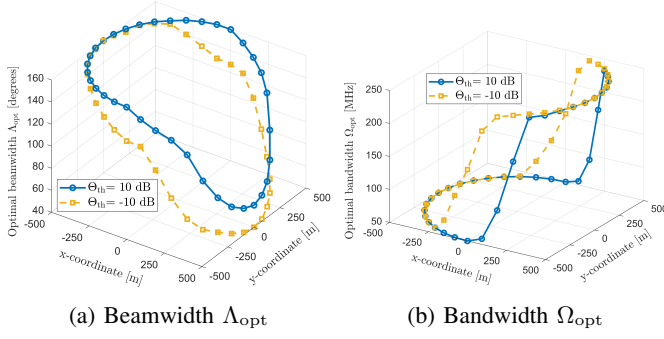 Optimal beamwidth Λopt [degrees]
160
140
120
100
80
60
40
-500
-250
0
250
500
x-coordinate [m]
-500
-250
0
250
500
y-coordinate [m]
Θth= 10 dB
Θth= -10 dB
(a) Beamwidth Λopt
Optimal bandwidth Ωopt [MHz]
250
200
150
100
50
-500
-250
0
250
500
x-coordinate [m]
-500
-250
0
250
500
y-coordinate [m]
Θth= 10 dB
Θth= -10 dB
(b) Bandwidth Ωopt